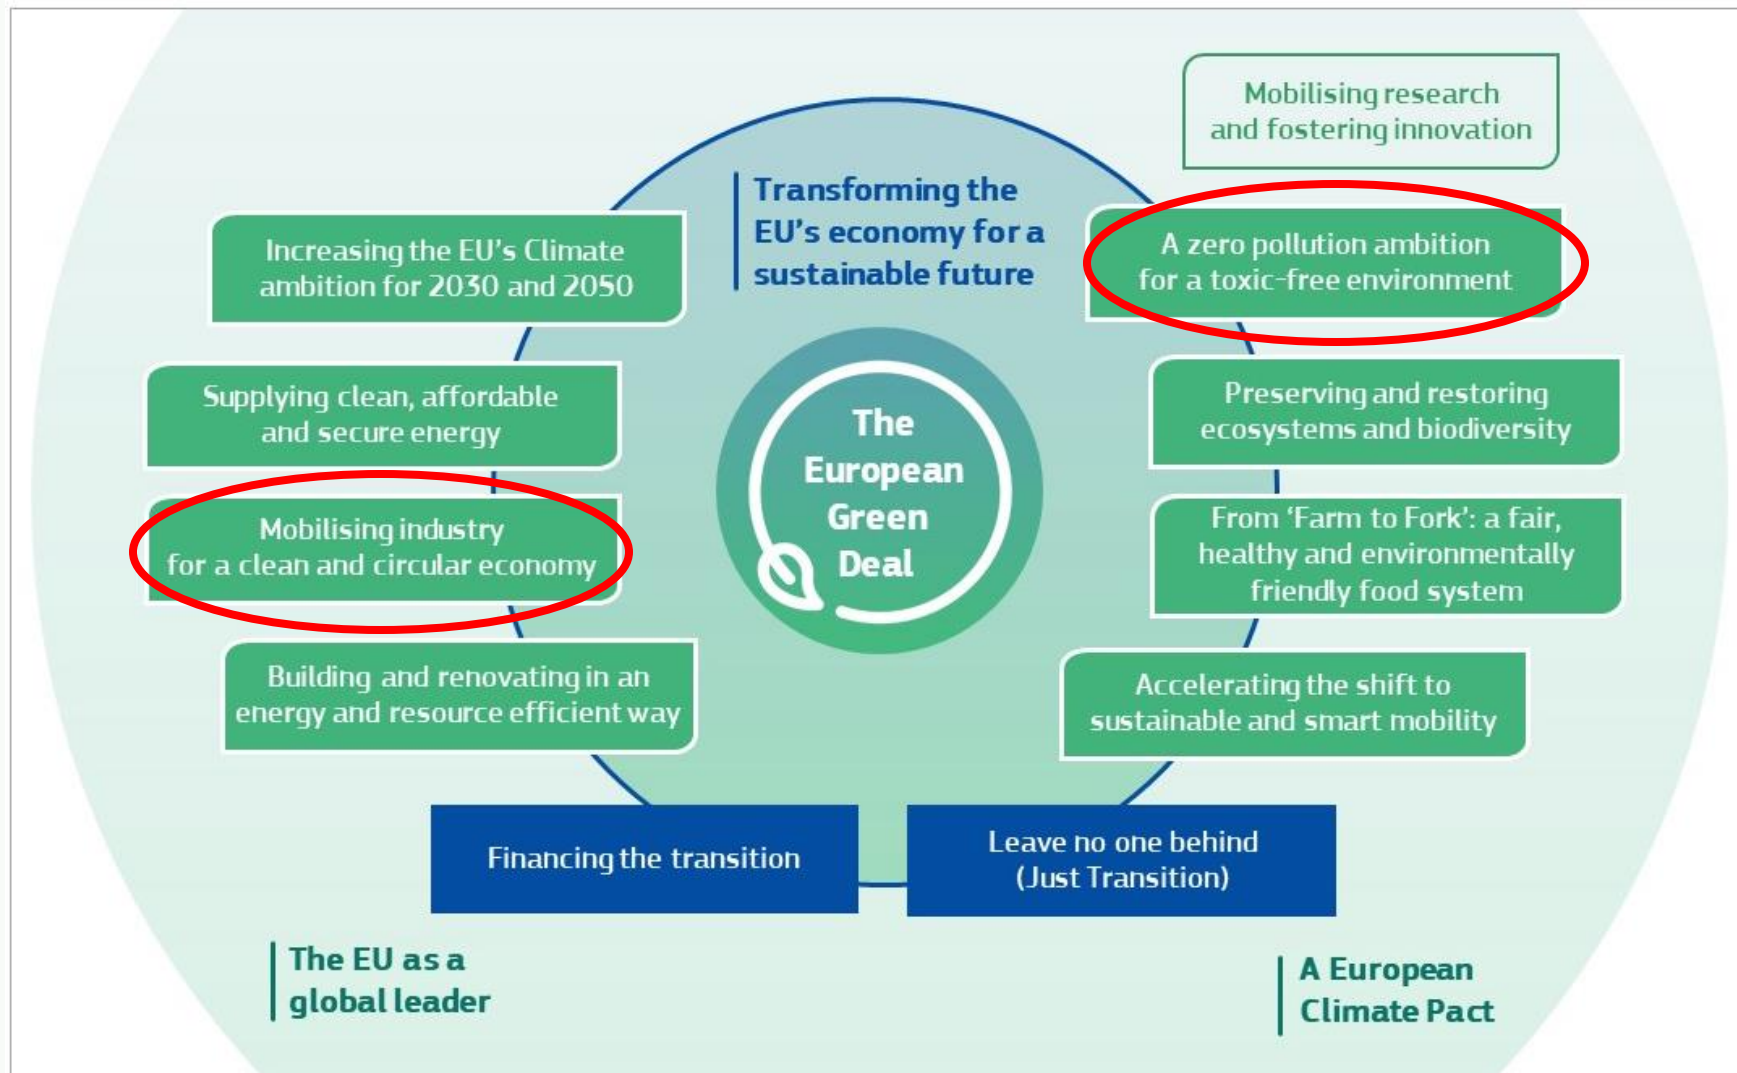 Mobilising research
and fostering innovation
Transforming the
EU's economy for a
sustainable future
Increasing the EU's Climate
ambition for 2030 and 2050
A zero pollution ambition
for a toxic-free environment
Supplying clean, affordable
and secure energy
Preserving and restoring
ecosystems and biodiversity
The
European
Green
Deal
Mobilising industry
for a clean and circular economy
From ‘Farm to Fork’: a fair,
healthy and environmentally
friendly food system
Building and renovating in an
energy and resource efficient way
Accelerating the shift to
sustainable and smart mobility
Financing the transition
Leave no one behind
(Just Transition)
The EU as a
global leader
A European
Climate Pact